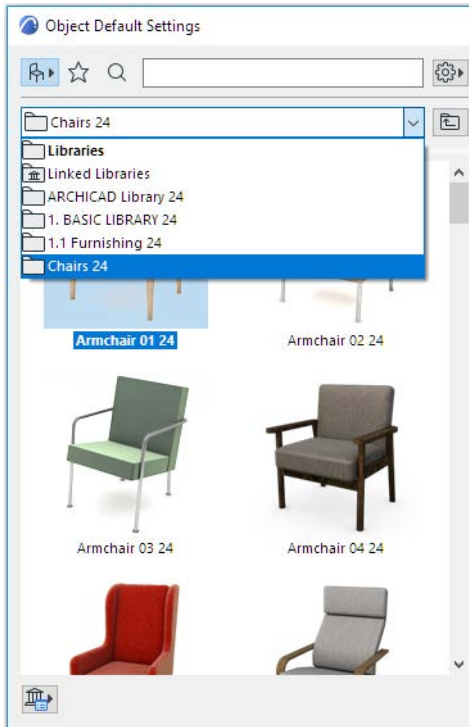 Object Default Settings
Chairs 24
Libraries
Linked Libraries
ARCHICAD Library 24
1. BASIC LIBRARY 24
1.1 Furnishing 24
Chairs 24
Armchair 01 24
Armchair 02 24
Armchair 03 24
Armchair 04 24